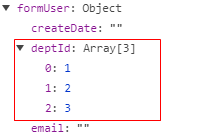 ▼ formUser: Object
createDate: ""
▼ deptId: Array[3]
0: 1
1: 2
2: 3
email: ""